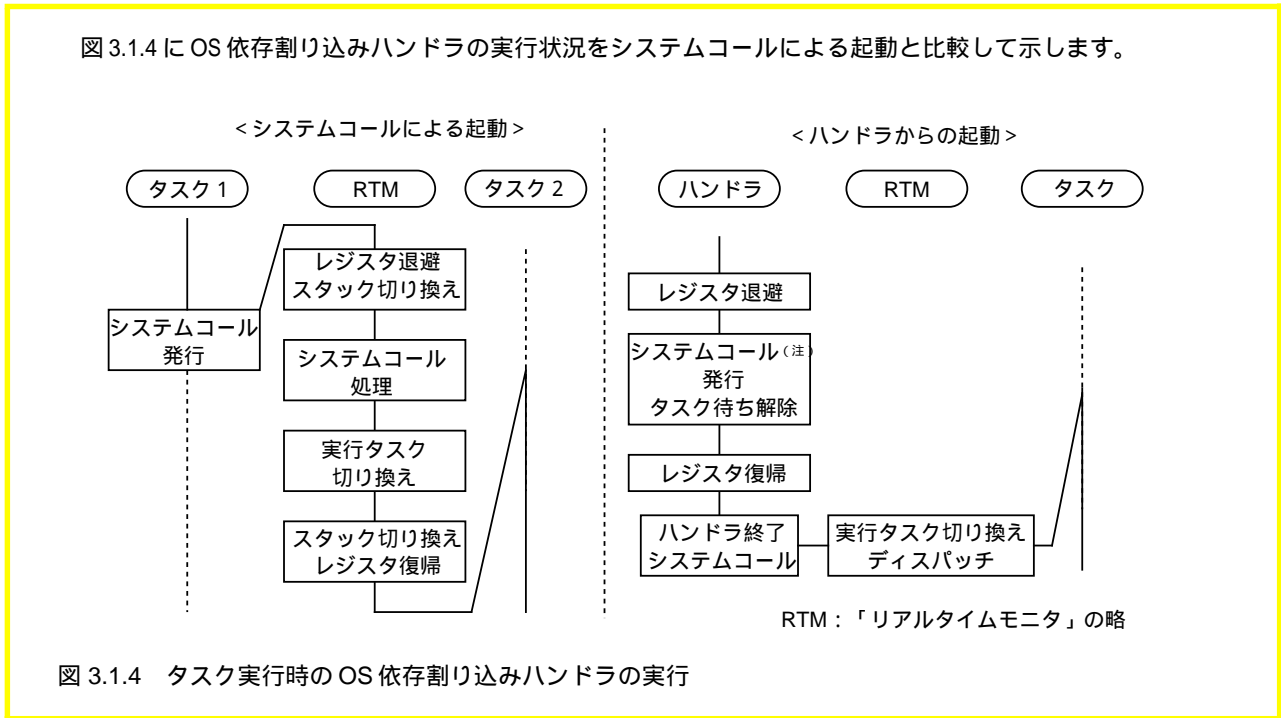 図 3.1.4 に OS 依存割り込みハンドラの実行状況をシステムコールによる起動と比較して示します。
＜システムコールによる起動＞
タスク 1
RTM
タスク 2
レジスタ退避
スタック切り換え
システムコール
発行
システムコール
処理
実行タスク
切り換え
スタック切り換え
レジスタ復帰
＜ハンドラからの起動＞
ハンドラ
RTM
タスク
レジスタ退避
システムコール（注）
発行
タスク待ち解除
レジスタ復帰
ハンドラ終了
システムコール
実行タスク切り換え
ディスパッチ
RTM：「リアルタイムモニタ」の略
図 3.1.4 タスク実行時の OS 依存割り込みハンドラの実行